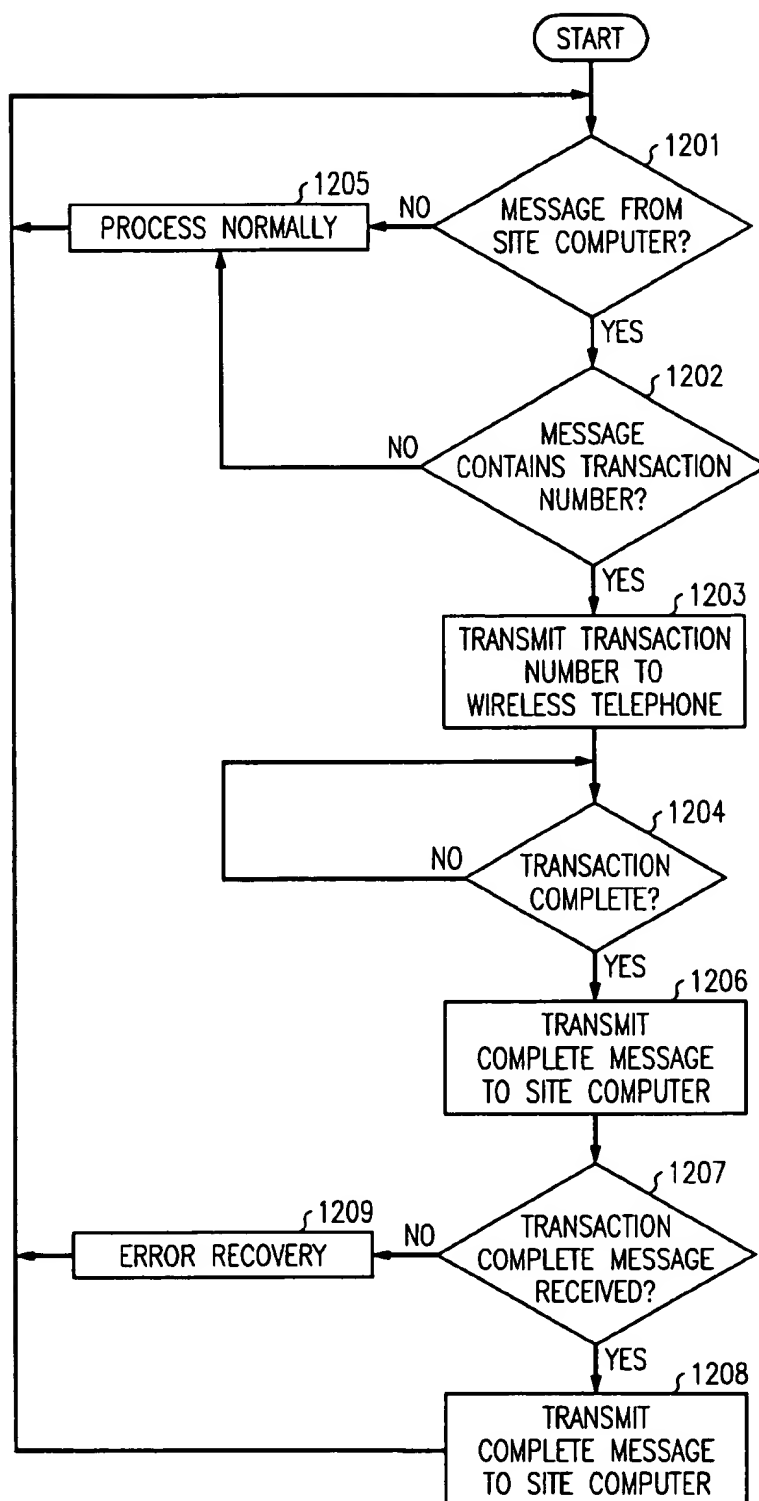 START
1201
MESSAGE FROM
SITE COMPUTER?
NO
1205
PROCESS NORMALLY
YES
1202
MESSAGE
CONTAINS TRANSACTION
NUMBER?
NO
YES
1203
TRANSMIT TRANSACTION
NUMBER TO
WIRELESS TELEPHONE
1204
TRANSACTION
COMPLETE?
NO
YES
1206
TRANSMIT
COMPLETE MESSAGE
TO SITE COMPUTER
1207
TRANSACTION
COMPLETE MESSAGE
RECEIVED?
NO
1209
ERROR RECOVERY
YES
1208
TRANSMIT
COMPLETE MESSAGE
TO SITE COMPUTER